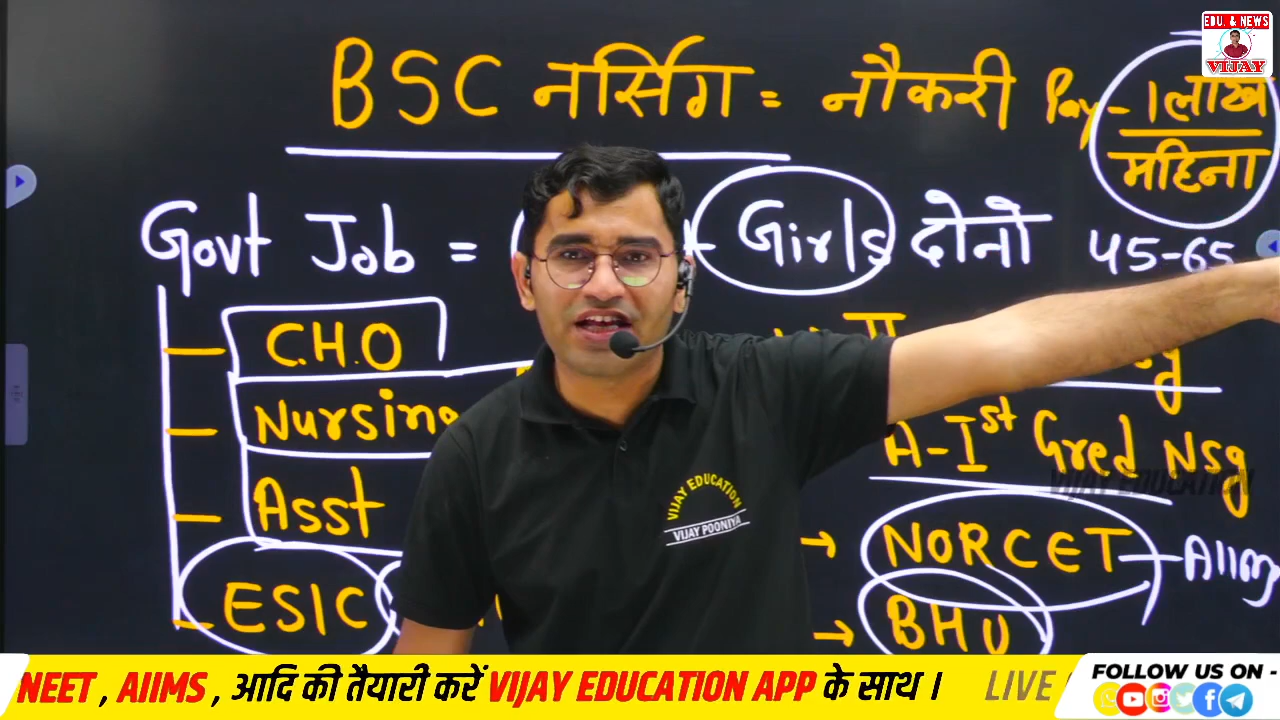 EDU. & NEWS
VIJAY
BSC नर्सिग = नौकरी Pay - 1लाख
महिना
Govt Job = Girls दोनो 45-65
C.H.O
Nursing
A-Ist Gred Nsg
Asst
VIJAY EDUCATION
VIJAY EDUCATION
VIJAY POONIYA
→ NORCET - AIIMS
ESIC
→ BHU
NEET , AIIMS , आदि की तैयारी करें VIJAY EDUCATION APP के साथ । LIVE
FOLLOW US ON -